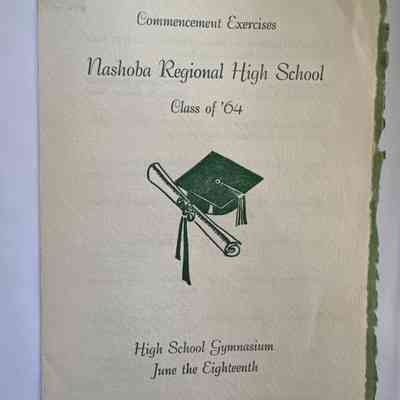 Commencement Exercises
Nashoba Regional High School
Class of '64
High School Gymnasium
June the Eighteenth